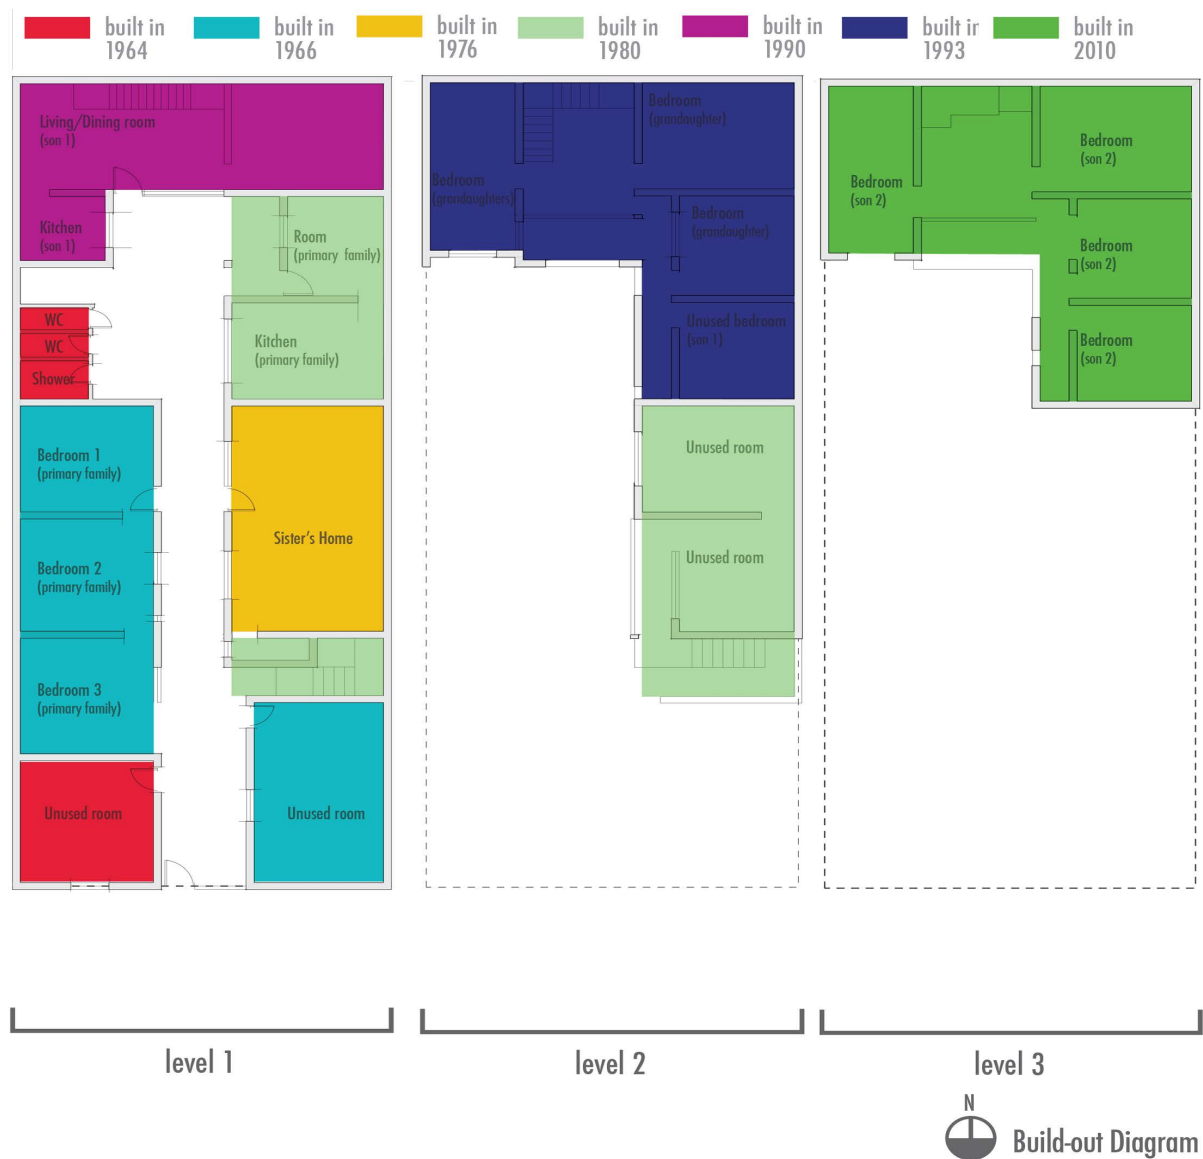 built in
1964
built in
1966
built in
1976
built in
1980
built in
1990
built ir
1993
built in
2010
Living/Dining room
(son 1)
Kitchen
(son 1)
Room
(primary family)
Kitchen
(primary family)
WC
WC
Shower
Bedroom 1
(primary family)
Bedroom 2
(primary family)
Bedroom 3
(primary family)
Sister's Home
Unused room
Unused room
Bedroom
(grandaughter)
Bedroom
(grandaughters)
Bedroom
(grandaughter)
Unused bedroom
(son 1)
Unused room
Unused room
Bedroom
(son 2)
Bedroom
(son 2)
Bedroom
(son 2)
Bedroom
(son 2)
level 1
level 2
level 3
N
Build-out Diagram